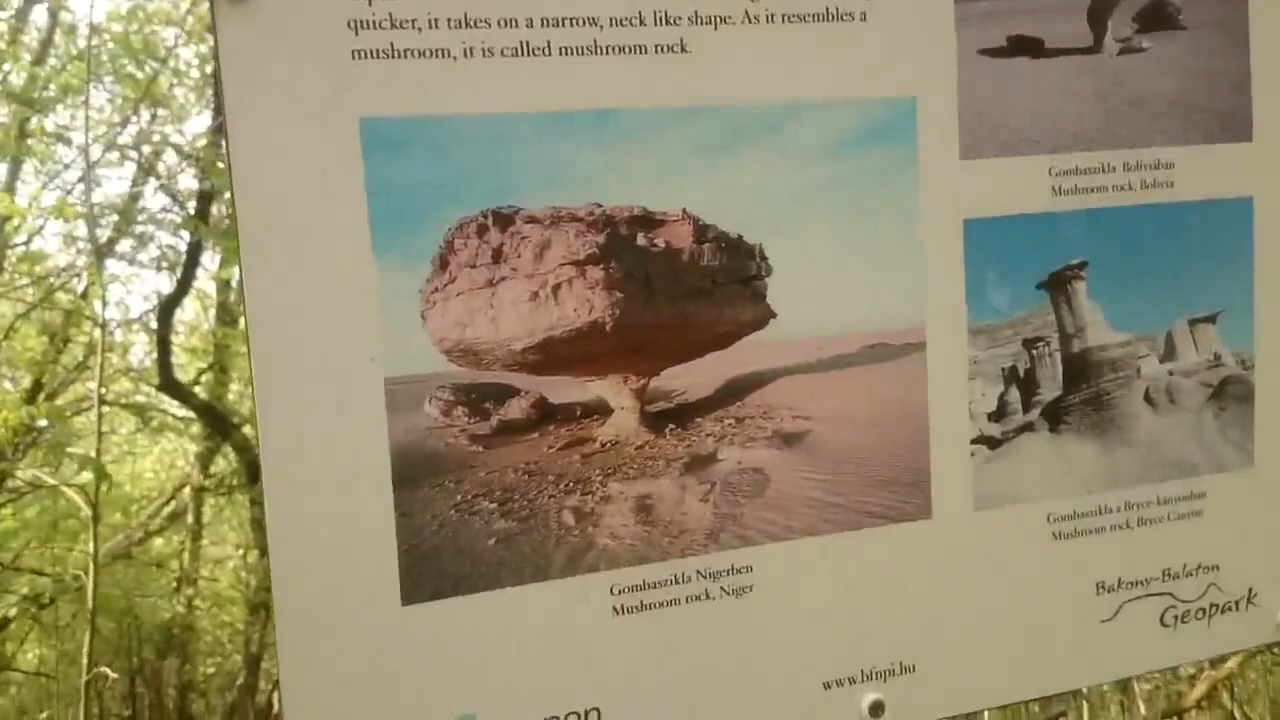 quicker, it takes on a narrow, neck like shape. As it resembles a
mushroom, it is called mushroom rock.
Gombaszikla Bolíviában
Mushroom rock, Bolivia
Gombaszikla a Bryce-kanyonban
Mushroom rock, Bryce Canyon
Gombaszikla Nigerben
Mushroom rock, Niger
Bakony-Balaton
Geopark
www.bfnpi.hu